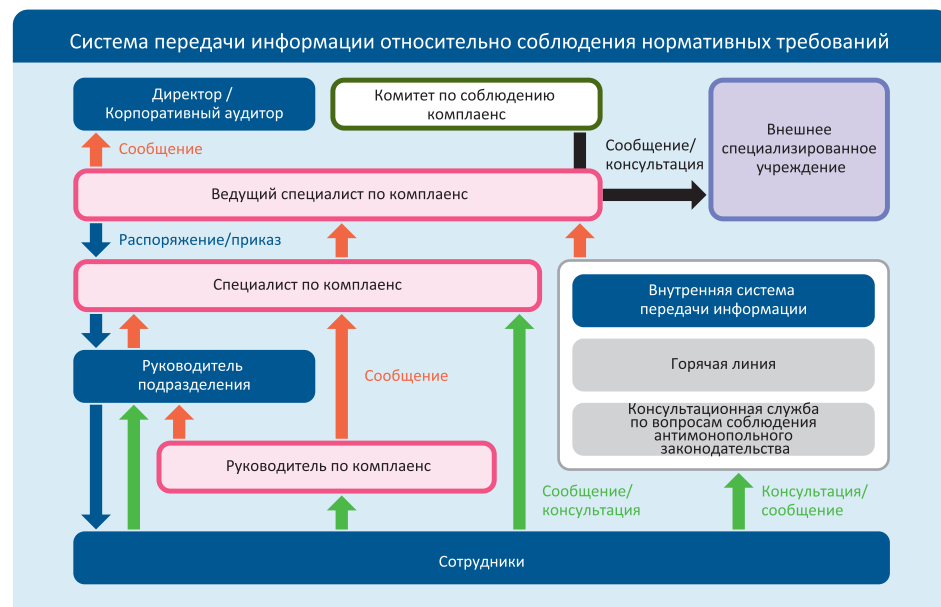 Система передачи информации относительно соблюдения нормативных требований
Директор /
Корпоративный аудитор
Комитет по соблюдению
комплаенс
Внешнее
специализированное
учреждение
Сообщение
Сообщение/
консультация
Ведущий специалист по комплаенс
Распоряжение/приказ
Специалист по комплаенс
Внутренняя система
передачи информации
Горячая линия
Консультационная служба
по вопросам соблюдения
антимонопольного
законодательства
Руководитель
подразделения
Сообщение
Руководитель по комплаенс
Сообщение/
консультация
Консультация/
сообщение
Сотрудники